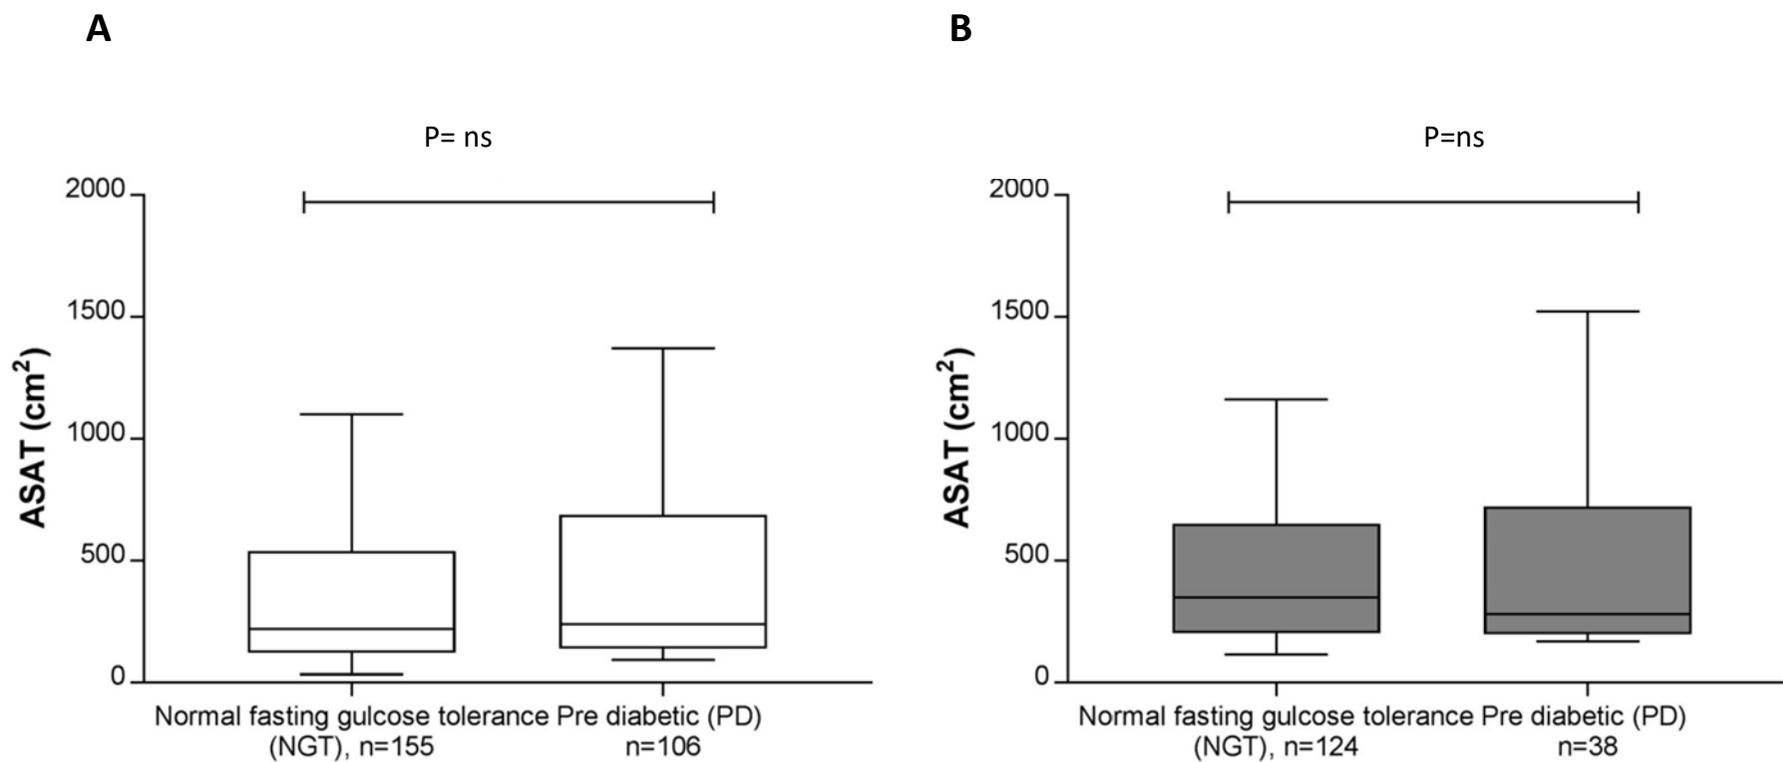 A
P= ns
2000
1500
1000
500
0
ASAT (cm²)
Normal fasting gulcose tolerance Pre diabetic (PD)
(NGT), n=155 n=106
B
P=ns
2000
1500
1000
500
0
ASAT (cm²)
Normal fasting gulcose tolerance Pre diabetic (PD)
(NGT), n=124 n=38